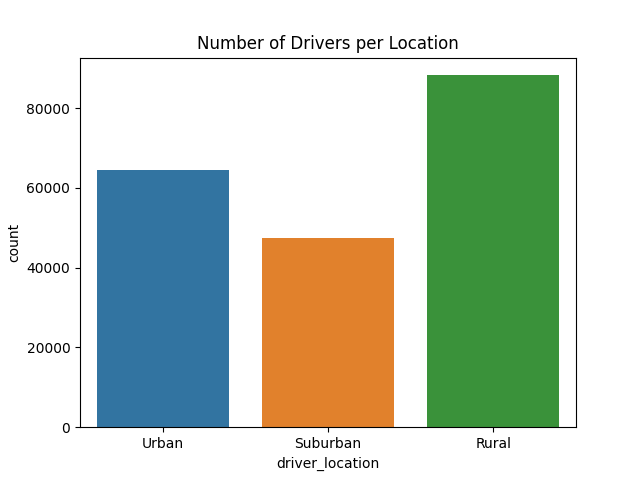 Number of Drivers per Location
80000
60000
40000
20000
0
count
Urban
Suburban
Rural
driver_location